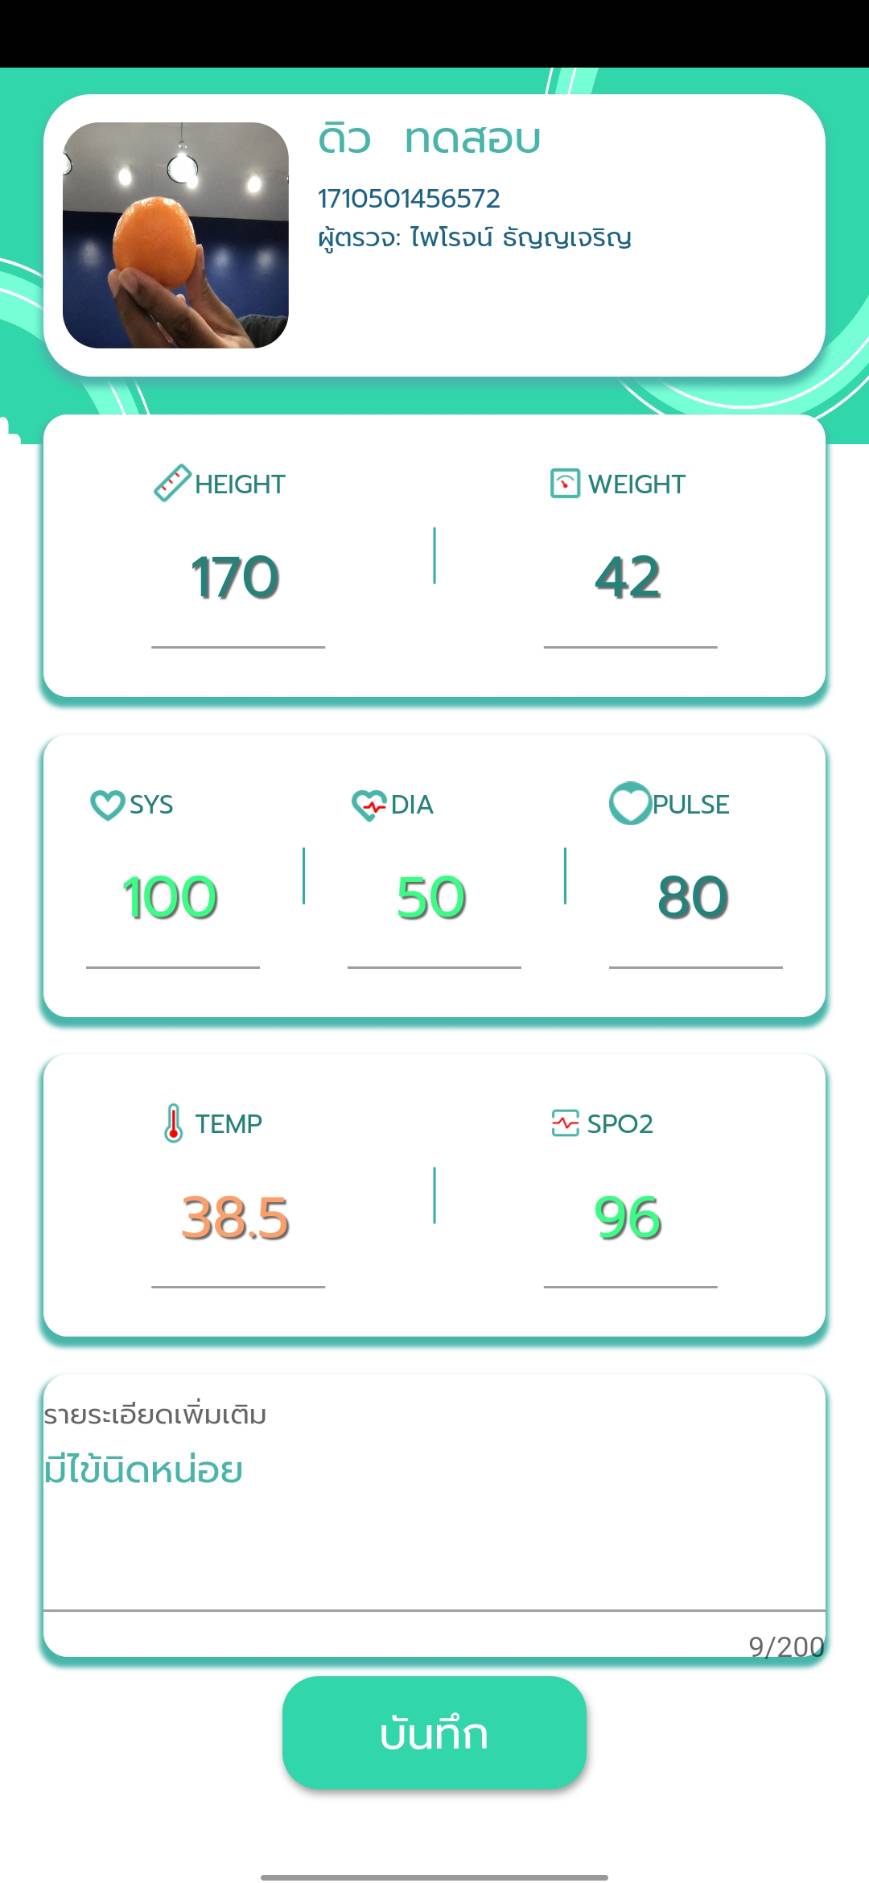 ดิว ทดสอบ
1710501456572
ผู้ตรวจ: ไพโรจน์ ธัญญเจริญ
HEIGHT WEIGHT
170 42
SYS DIA PULSE
100 50 80
TEMP SPO2
38.5 96
รายระเอียดเพิ่มเติม
มีไข้นิดหน่อย
9/200
บันทึก